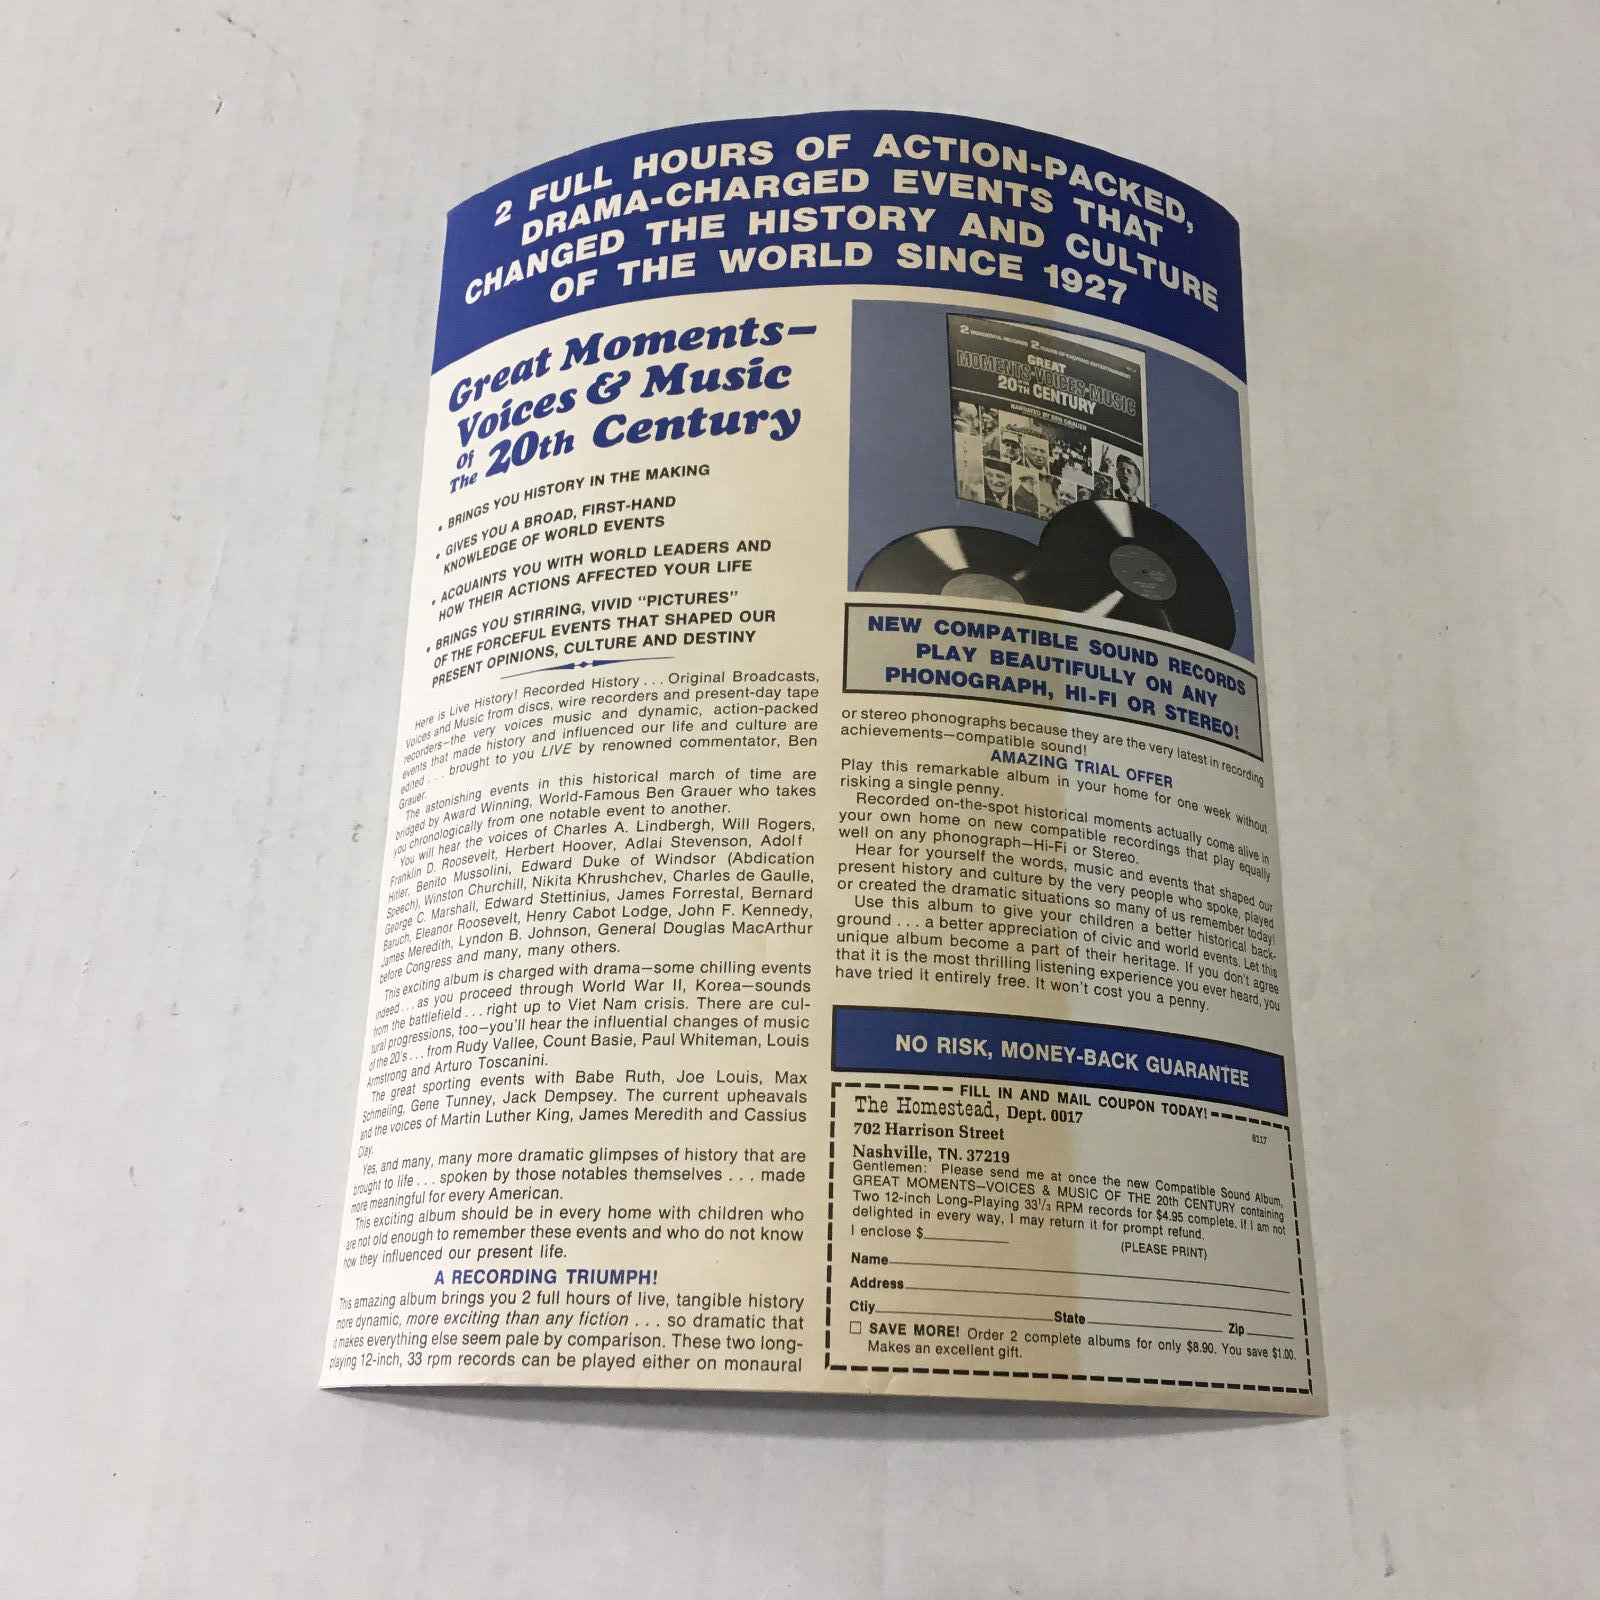 2 FULL HOURS OF ACTION-PACKED,
DRAMA-CHARGED EVENTS THAT
CHANGED THE HISTORY AND CULTURE
OF THE WORLD SINCE 1927
Great Moments—
Voices & Music
Of The 20th Century
• BRINGS YOU HISTORY IN THE MAKING
• GIVES YOU A BROAD, FIRST-HAND
KNOWLEDGE OF WORLD EVENTS
• ACQUAINTS YOU WITH WORLD LEADERS AND
HOW THEIR ACTIONS AFFECTED YOUR LIFE
• BRINGS YOU STIRRING, VIVID "PICTURES"
OF THE FORCEFUL EVENTS THAT SHAPED OUR
PRESENT OPINIONS, CULTURE AND DESTINY
Here is Live History! Recorded History . . . Original Broadcasts,
Voices and Music from discs, wire recorders and present-day tape
recorders—the very voices music and dynamic, action-packed
events that made history and influenced our life and culture are
edited . . . brought to you LIVE by renowned commentator, Ben
Grauer.
The astonishing events in this historical march of time are
bridged by Award Winning, World-Famous Ben Grauer who takes
you chronologically from one notable event to another.
You will hear the voices of Charles A. Lindbergh, Will Rogers,
Franklin D. Roosevelt, Herbert Hoover, Adlai Stevenson, Adolf
Hitler, Benito Mussolini, Edward Duke of Windsor (Abdication
Speech), Winston Churchill, Nikita Khrushchev, Charles de Gaulle,
George C. Marshall, Edward Stettinius, James Forrestal, Bernard
Baruch, Eleanor Roosevelt, Henry Cabot Lodge, John F. Kennedy,
James Meredith, Lyndon B. Johnson, General Douglas MacArthur
before Congress and many, many others.
This exciting album is charged with drama—some chilling events
indeed . . . as you proceed through World War II, Korea—sounds
from the battlefield . . . right up to Viet Nam crisis. There are cul-
tural progressions, too—you'll hear the influential changes of music
of the 20's . . . from Rudy Vallee, Count Basie, Paul Whiteman, Louis
Armstrong and Arturo Toscanini.
The great sporting events with Babe Ruth, Joe Louis, Max
Schmeling, Gene Tunney, Jack Dempsey. The current upheavals
and the voices of Martin Luther King, James Meredith and Cassius
Clay.
Yes, and many, many more dramatic glimpses of history that are
brought to life . . . spoken by those notables themselves . . . made
more meaningful for every American.
This exciting album should be in every home with children who
are not old enough to remember these events and who do not know
how they influenced our present life.
A RECORDING TRIUMPH!
This amazing album brings you 2 full hours of live, tangible history
more dynamic, more exciting than any fiction . . . so dramatic that
it makes everything else seem pale by comparison. These two long-
playing 12-inch, 33 rpm records can be played either on monaural
2 WONDERFUL RECORDS 2 HOURS OF EXCITING ENTERTAINMENT
GREAT
MOMENTS·VOICES·MUSIC
20TH CENTURY
NARRATED BY BEN GRAUER
NEW COMPATIBLE SOUND RECORDS
PLAY BEAUTIFULLY ON ANY
PHONOGRAPH, HI-FI OR STEREO!
or stereo phonographs because they are the very latest in recording
achievements—compatible sound!
AMAZING TRIAL OFFER
Play this remarkable album in your home for one week without
risking a single penny.
Recorded on-the-spot historical moments actually come alive in
your own home on new compatible recordings that play equally
well on any phonograph—Hi-Fi or Stereo.
Hear for yourself the words, music and events that shaped our
present history and culture by the very people who spoke, played
or created the dramatic situations so many of us remember today!
Use this album to give your children a better historical back-
ground . . . a better appreciation of civic and world events. Let this
unique album become a part of their heritage. If you don't agree
that it is the most thrilling listening experience you ever heard, you
have tried it entirely free. It won't cost you a penny.
NO RISK, MONEY-BACK GUARANTEE
FILL IN AND MAIL COUPON TODAY!
The Homestead, Dept. 0017
702 Harrison Street
8117
Nashville, TN. 37219
Gentlemen: Please send me at once the new Compatible Sound Album,
GREAT MOMENTS—VOICES & MUSIC OF THE 20th CENTURY containing
Two 12-inch Long-Playing 33⅓ RPM records for $4.95 complete. If I am not
delighted in every way, I may return it for prompt refund.
I enclose $
(PLEASE PRINT)
Name
Address
Ctiy State Zip
☐ SAVE MORE! Order 2 complete albums for only $8.90. You save $1.00.
Makes an excellent gift.